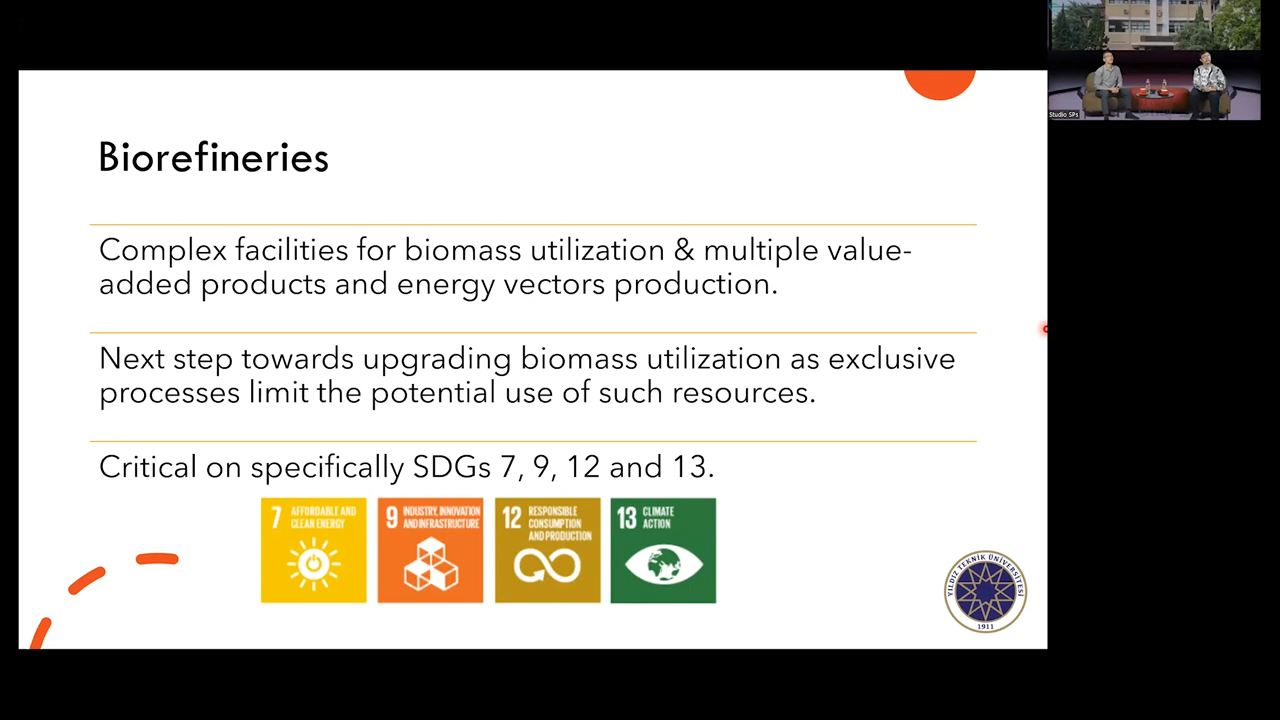 Studio SPs
Biorefineries
Complex facilities for biomass utilization & multiple value-
added products and energy vectors production.
Next step towards upgrading biomass utilization as exclusive
processes limit the potential use of such resources.
Critical on specifically SDGs 7, 9, 12 and 13.
7 AFFORDABLE AND
CLEAN ENERGY
9 INDUSTRY, INNOVATION
AND INFRASTRUCTURE
12 RESPONSIBLE
CONSUMPTION
AND PRODUCTION
13 CLIMATE
ACTION
YILDIZ TEKNİK ÜNİVERSİTESİ
1911